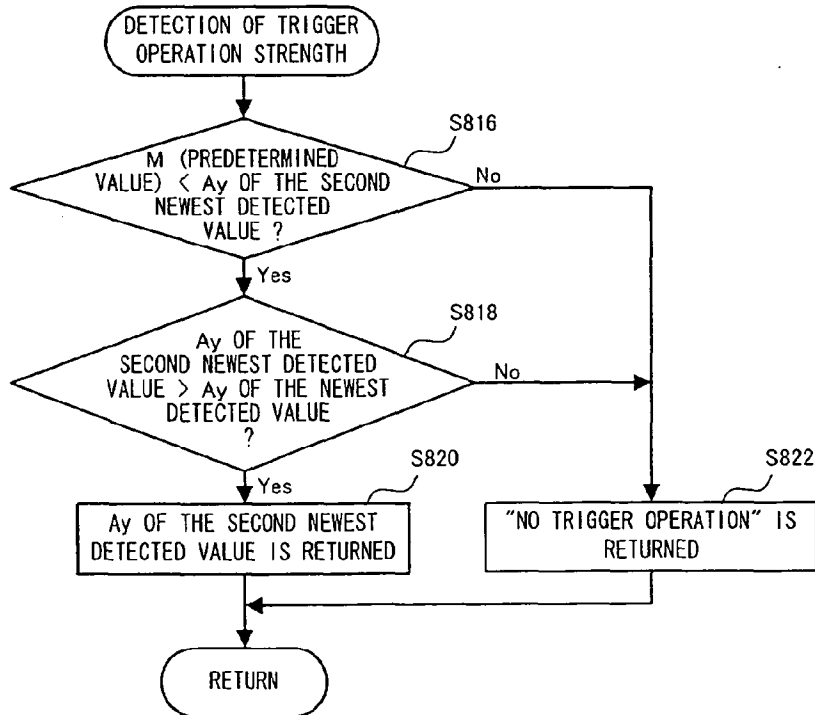 DETECTION OF TRIGGER
OPERATION STRENGTH
S816
M (PREDETERMINED
VALUE) < Ay OF THE SECOND
NEWEST DETECTED
VALUE ?
No
Yes
S818
Ay OF THE
SECOND NEWEST DETECTED
VALUE > Ay OF THE NEWEST
DETECTED VALUE
?
No
Yes
S820
Ay OF THE SECOND NEWEST
DETECTED VALUE IS RETURNED
S822
"NO TRIGGER OPERATION" IS
RETURNED
RETURN